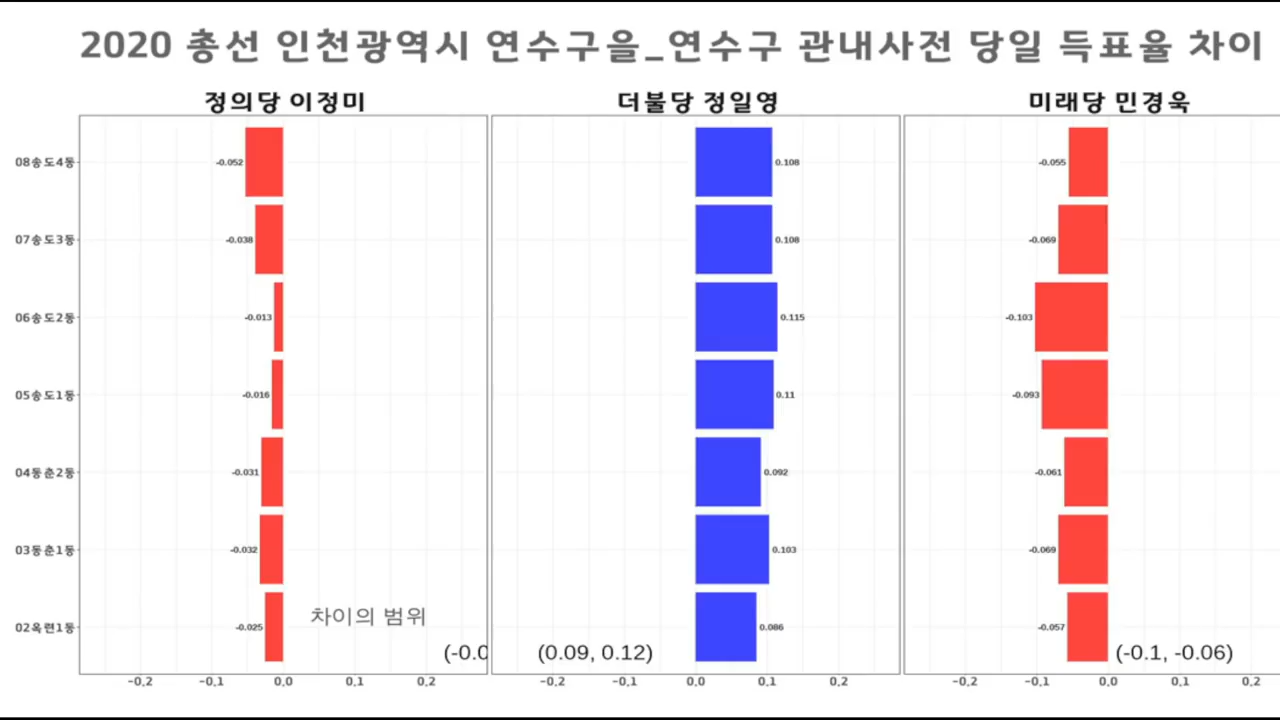 2020 총선 인천광역시 연수구을_연수구 관내사전 당일 득표율 차이
정의당 이정미
더불당 정일영
미래당 민경욱
08송도4동 -0.052 0.108 -0.055
07송도3동 -0.038 0.108 -0.069
06송도2동 -0.013 0.115 -0.103
05송도1동 -0.016 0.11 -0.093
04동춘2동 -0.031 0.092 -0.061
03동춘1동 -0.032 0.103 -0.069
차이의 범위
02옥련1동 -0.025 0.086 -0.057
(-0.0 (0.09, 0.12) (-0.1, -0.06)
-0.2 -0.1 0.0 0.1 0.2 -0.2 -0.1 0.0 0.1 0.2 -0.2 -0.1 0.0 0.1 0.2